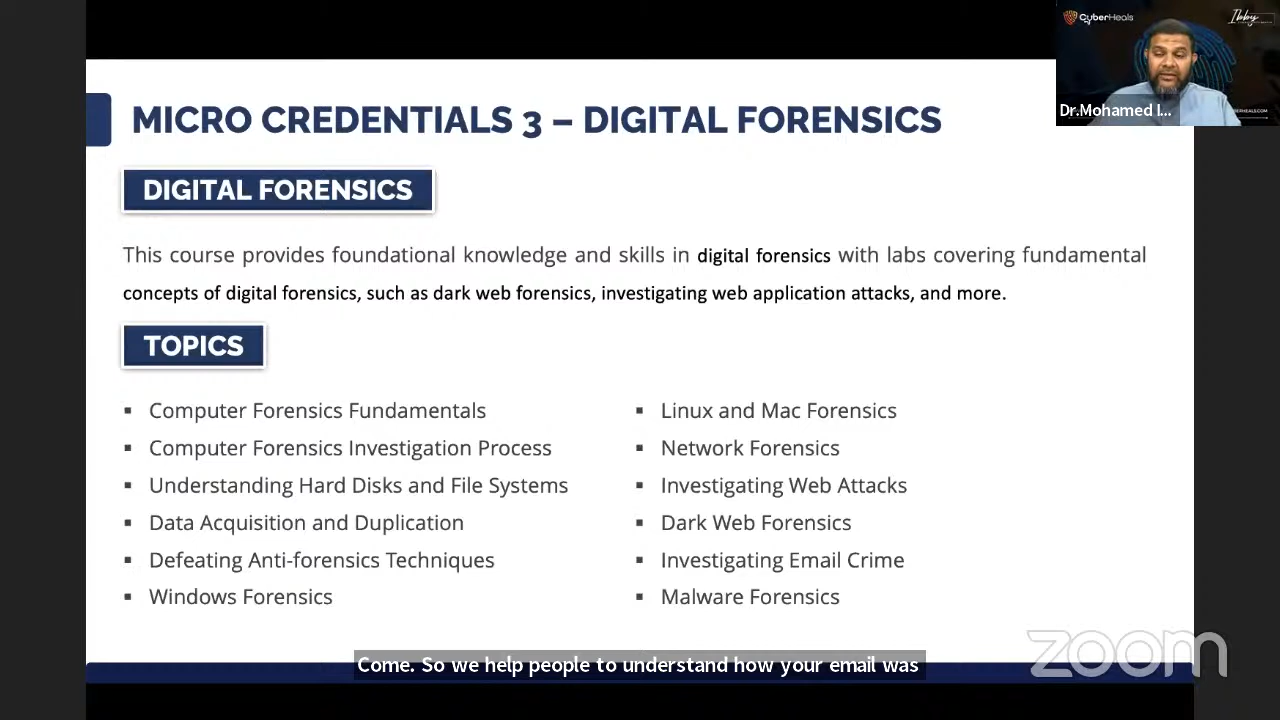 CyberHeals
Ibby
Dr.Mohamed I...
MICRO CREDENTIALS 3 – DIGITAL FORENSICS
DIGITAL FORENSICS
This course provides foundational knowledge and skills in digital forensics with labs covering fundamental
concepts of digital forensics, such as dark web forensics, investigating web application attacks, and more.
TOPICS
▪ Computer Forensics Fundamentals
▪ Computer Forensics Investigation Process
▪ Understanding Hard Disks and File Systems
▪ Data Acquisition and Duplication
▪ Defeating Anti-forensics Techniques
▪ Windows Forensics
▪ Linux and Mac Forensics
▪ Network Forensics
▪ Investigating Web Attacks
▪ Dark Web Forensics
▪ Investigating Email Crime
▪ Malware Forensics
zoom
Come. So we help people to understand how your email was